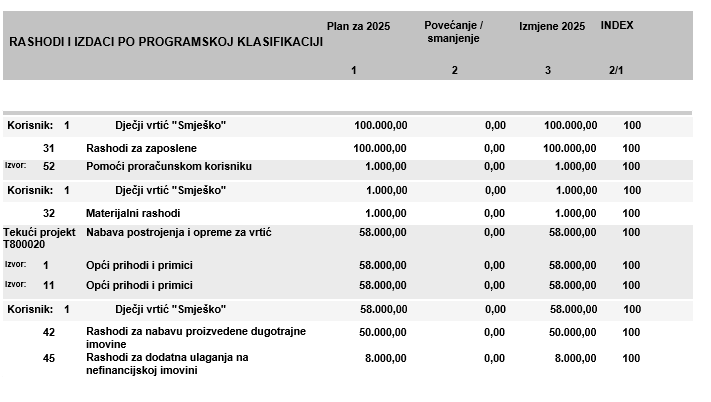 RASHODI I IZDACI PO PROGRAMSKOJ KLASIFIKACIJI Plan za 2025 Povećanje / smanjenje Izmjene 2025 INDEX
1 2 3 2/1
Korisnik: 1 Dječji vrtić "Smješko" 100.000,00 0,00 100.000,00 100
31 Rashodi za zaposlene 100.000,00 0,00 100.000,00 100
Izvor: 52 Pomoći proračunskom korisniku 1.000,00 0,00 1.000,00 100
Korisnik: 1 Dječji vrtić "Smješko" 1.000,00 0,00 1.000,00 100
32 Materijalni rashodi 1.000,00 0,00 1.000,00 100
Tekući projekt Nabava postrojenja i opreme za vrtić 58.000,00 0,00 58.000,00 100
T800020
Izvor: 1 Opći prihodi i primici 58.000,00 0,00 58.000,00 100
Izvor: 11 Opći prihodi i primici 58.000,00 0,00 58.000,00 100
Korisnik: 1 Dječji vrtić "Smješko" 58.000,00 0,00 58.000,00 100
42 Rashodi za nabavu proizvedene dugotrajne 50.000,00 0,00 50.000,00 100
imovine
45 Rashodi za dodatna ulaganja na 8.000,00 0,00 8.000,00 100
nefinancijskoj imovini